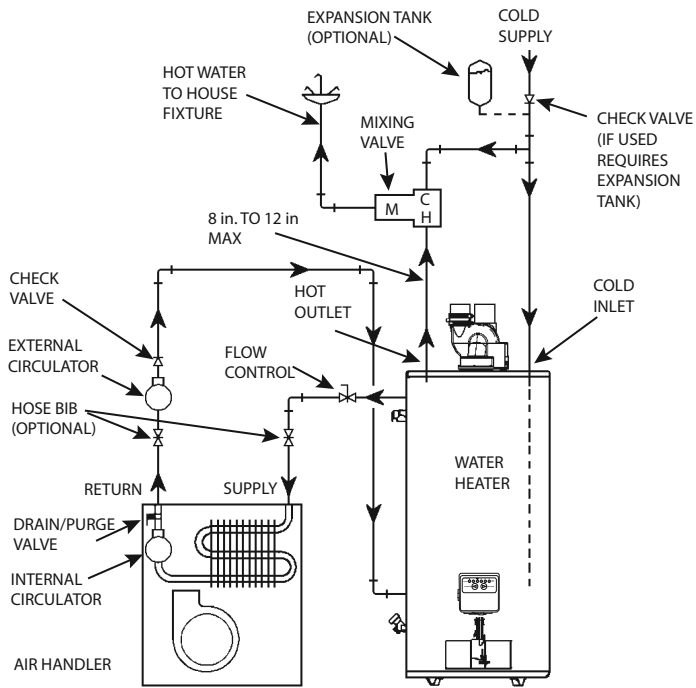 EXPANSION TANK
(OPTIONAL)
COLD
SUPPLY
HOT WATER
TO HOUSE
FIXTURE
MIXING
VALVE
CHECK VALVE
(IF USED
REQUIRES
EXPANSION
TANK)
M
C
H
8 in. TO 12 in
MAX
CHECK
VALVE
HOT
OUTLET
COLD
INLET
EXTERNAL
CIRCULATOR
FLOW
CONTROL
HOSE BIB
(OPTIONAL)
WATER
HEATER
RETURN
SUPPLY
DRAIN/PURGE
VALVE
INTERNAL
CIRCULATOR
AIR HANDLER